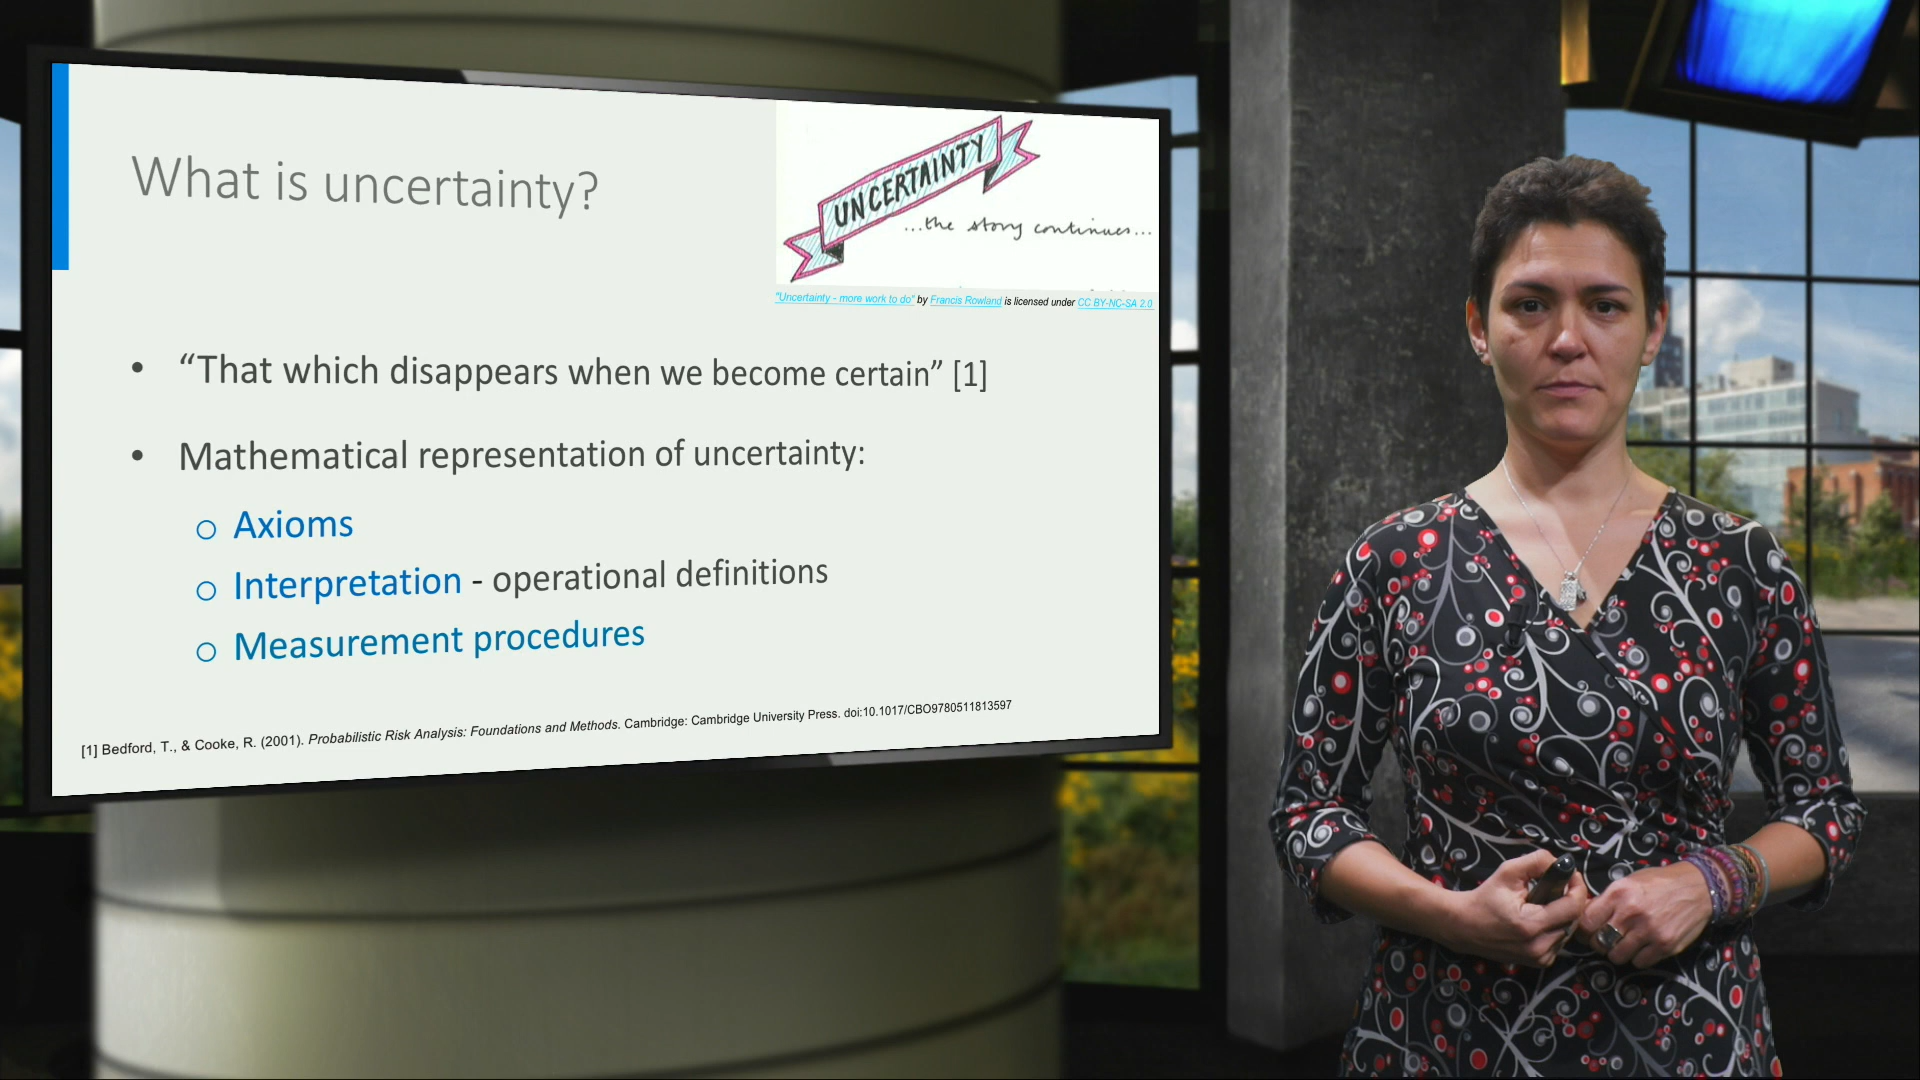 What is uncertainty?
UNCERTAINTY
...the story continues...
"Uncertainty - more work to do" by Francis Rowland is licensed under CC BY-NC-SA 2.0
• “That which disappears when we become certain” [1]
• Mathematical representation of uncertainty:
o Axioms
o Interpretation - operational definitions
o Measurement procedures
[1] Bedford, T., & Cooke, R. (2001). Probabilistic Risk Analysis: Foundations and Methods. Cambridge: Cambridge University Press. doi:10.1017/CBO9780511813597